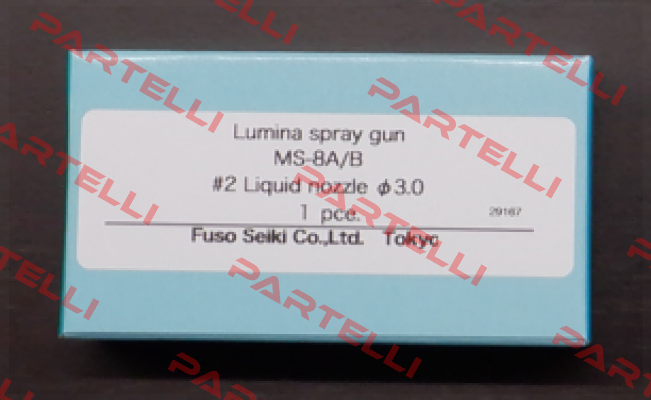 Lumina spray gun
MS-8A/B
#2 Liquid nozzle φ3.0
1 pce. 29167
Fuso Seiki Co.,Ltd. Tokyo
PARTELLI
PARTELLI
PARTELLI
PARTELLI
PARTELLI
PARTELLI